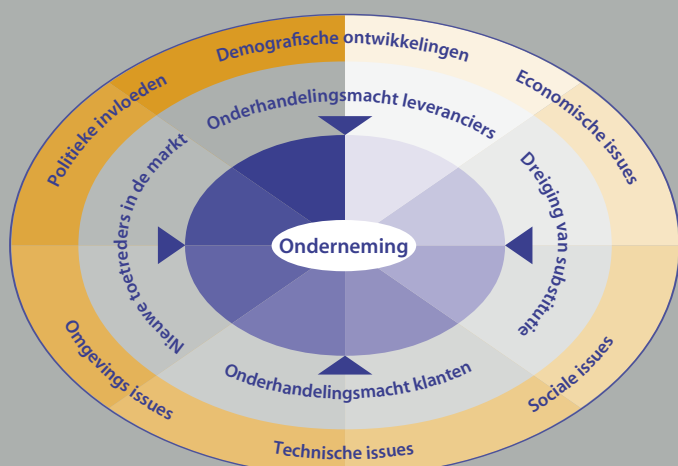 Demografische ontwikkelingen
Politieke invloeden
Economische issues
Onderhandelingsmacht leveranciers
Nieuwe toetreders in de markt
Dreiging van substitutie
Onderneming
Onderhandelingsmacht klanten
Omgevings issues
Sociale issues
Technische issues